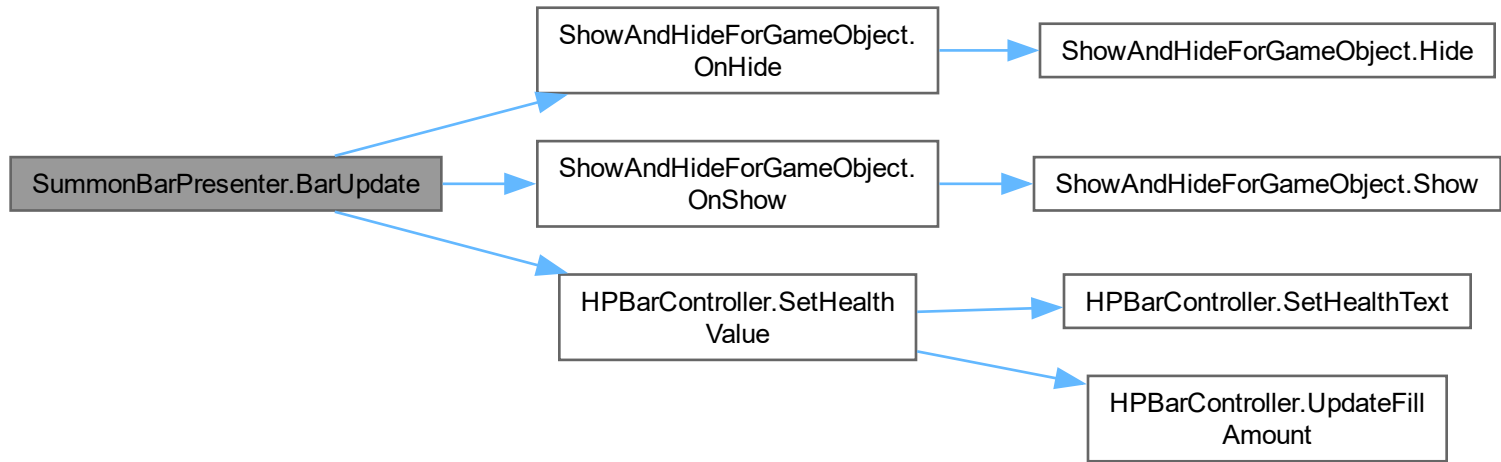 SummonBarPresenter.BarUpdate
ShowAndHideForGameObject.
OnHide
ShowAndHideForGameObject.Hide
ShowAndHideForGameObject.
OnShow
ShowAndHideForGameObject.Show
HPBarController.SetHealth
Value
HPBarController.SetHealthText
HPBarController.UpdateFill
Amount